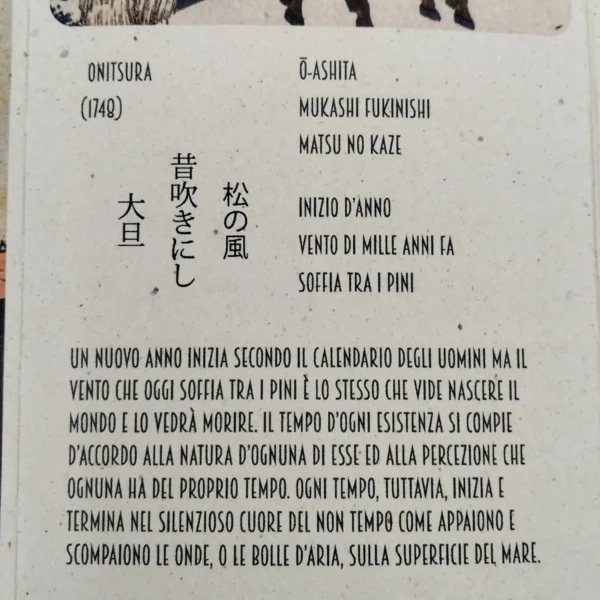 ONITSURA
(1748)
大旦
昔吹きにし
松の風
Ō-ASHITA
MUKASHI FUKINISHI
MATSU NO KAZE
INIZIO D'ANNO
VENTO DI MILLE ANNI FA
SOFFIA TRA I PINI
UN NUOVO ANNO INIZIA SECONDO IL CALENDARIO DEGLI UOMINI MA IL
VENTO CHE OGGI SOFFIA TRA I PINI È LO STESSO CHE VIDE NASCERE IL
MONDO E LO VEDRÀ MORIRE. IL TEMPO D'OGNI ESISTENZA SI COMPIE
D'ACCORDO ALLA NATURA D'OGNUNA DI ESSE ED ALLA PERCEZIONE CHE
OGNUNA HA DEL PROPRIO TEMPO. OGNI TEMPO, TUTTAVIA, INIZIA E
TERMINA NEL SILENZIOSO CUORE DEL NON TEMPO COME APPAIONO E
SCOMPAIONO LE ONDE, O LE BOLLE D'ARIA, SULLA SUPERFICIE DEL MARE.